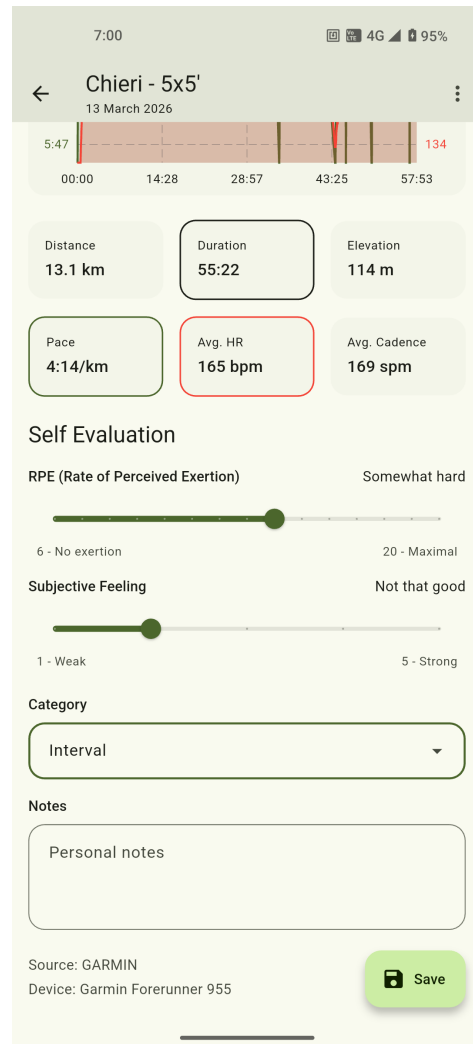 7:00
Vo LTE 4G 95%
Chieri - 5x5'
13 March 2026
5:47
134
00:00 14:28 28:57 43:25 57:53
Distance
13.1 km
Duration
55:22
Elevation
114 m
Pace
4:14/km
Avg. HR
165 bpm
Avg. Cadence
169 spm
Self Evaluation
RPE (Rate of Perceived Exertion) Somewhat hard
6 - No exertion 20 - Maximal
Subjective Feeling Not that good
1 - Weak 5 - Strong
Category
Interval
Notes
Personal notes
Source: GARMIN
Device: Garmin Forerunner 955
Save